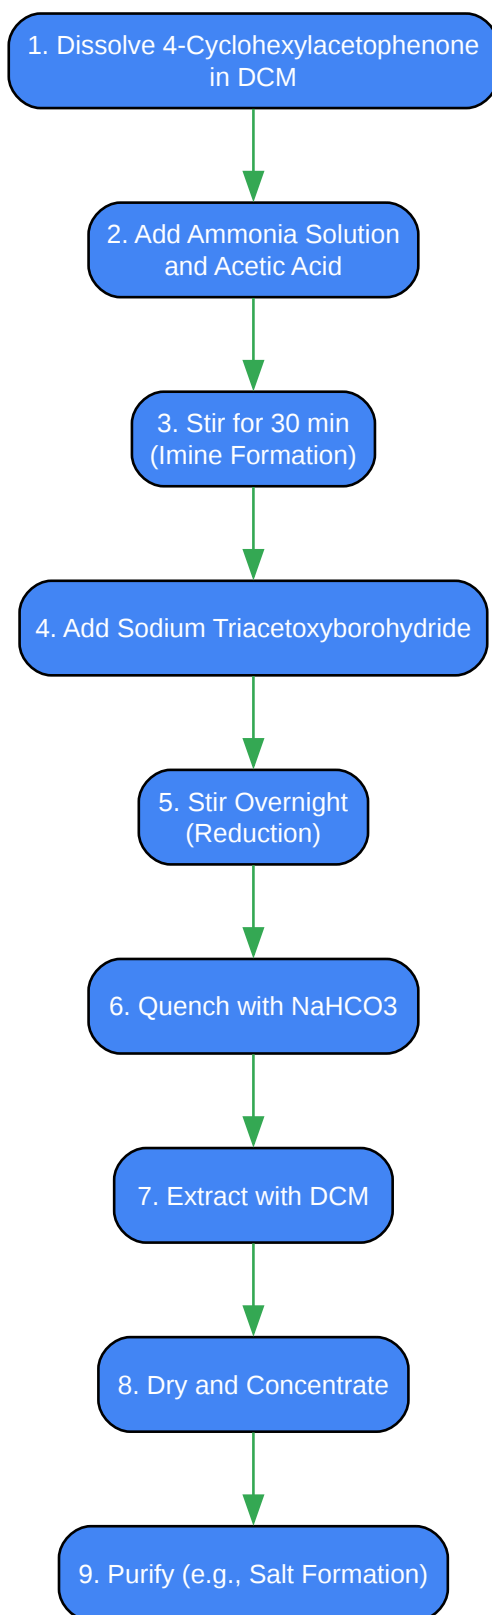 1. Dissolve 4-Cyclohexylacetophenone
in DCM
2. Add Ammonia Solution
and Acetic Acid
3. Stir for 30 min
(Imine Formation)
4. Add Sodium Triacetoxyborohydride
5. Stir Overnight
(Reduction)
6. Quench with NaHCO3
7. Extract with DCM
8. Dry and Concentrate
9. Purify (e.g., Salt Formation)